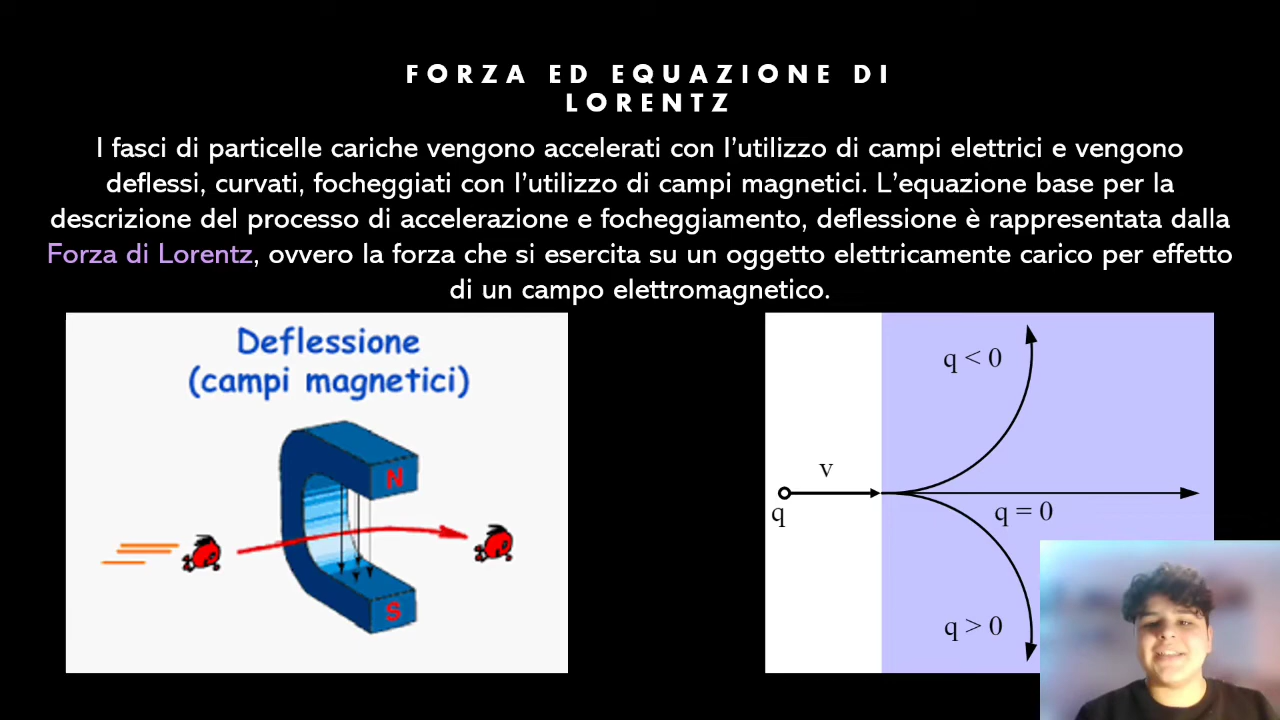 FORZA ED EQUAZIONE DI
LORENTZ
I fasci di particelle cariche vengono accelerati con l’utilizzo di campi elettrici e vengono
deflessi, curvati, focheggiati con l’utilizzo di campi magnetici. L’equazione base per la
descrizione del processo di accelerazione e focheggiamento, deflessione è rappresentata dalla
Forza di Lorentz, ovvero la forza che si esercita su un oggetto elettricamente carico per effetto
di un campo elettromagnetico.
Deflessione
(campi magnetici)
N
S
q < 0
v
q
q = 0
q > 0